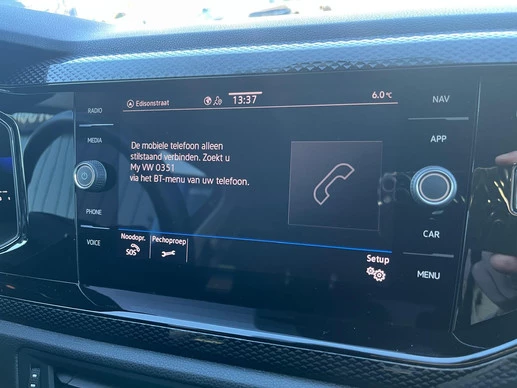 RADIO
MEDIA
PHONE
VOICE
Edisonstraat 13:37 6.0°C
De mobiele telefoon alleen
stilstand verbinden. Zoekt u
My VW 0351
via het BT-menu van uw telefoon.
Noodopr. Pechoproep
SOS
Setup
NAV
APP
CAR
MENU